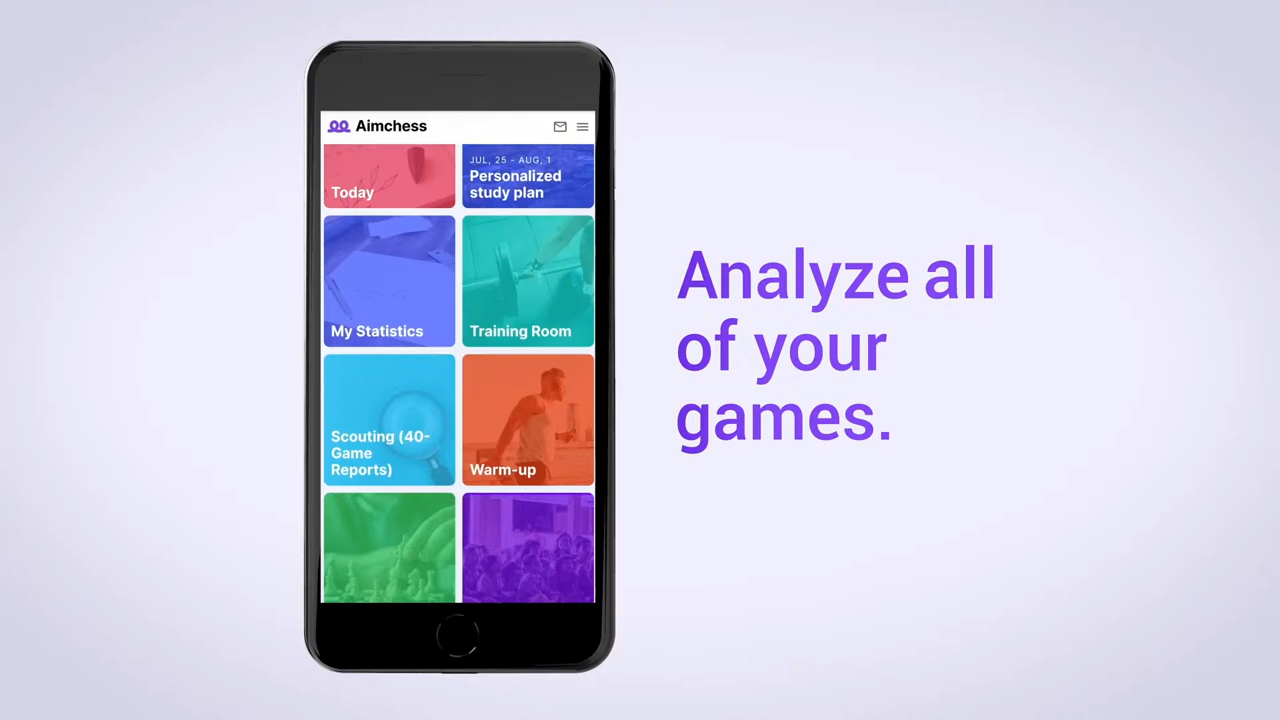 Aimchess
Today
JUL, 25 - AUG, 1
Personalized
study plan
My Statistics
Training Room
Scouting (40-
Game
Reports)
Warm-up
Analyze all
of your
games.